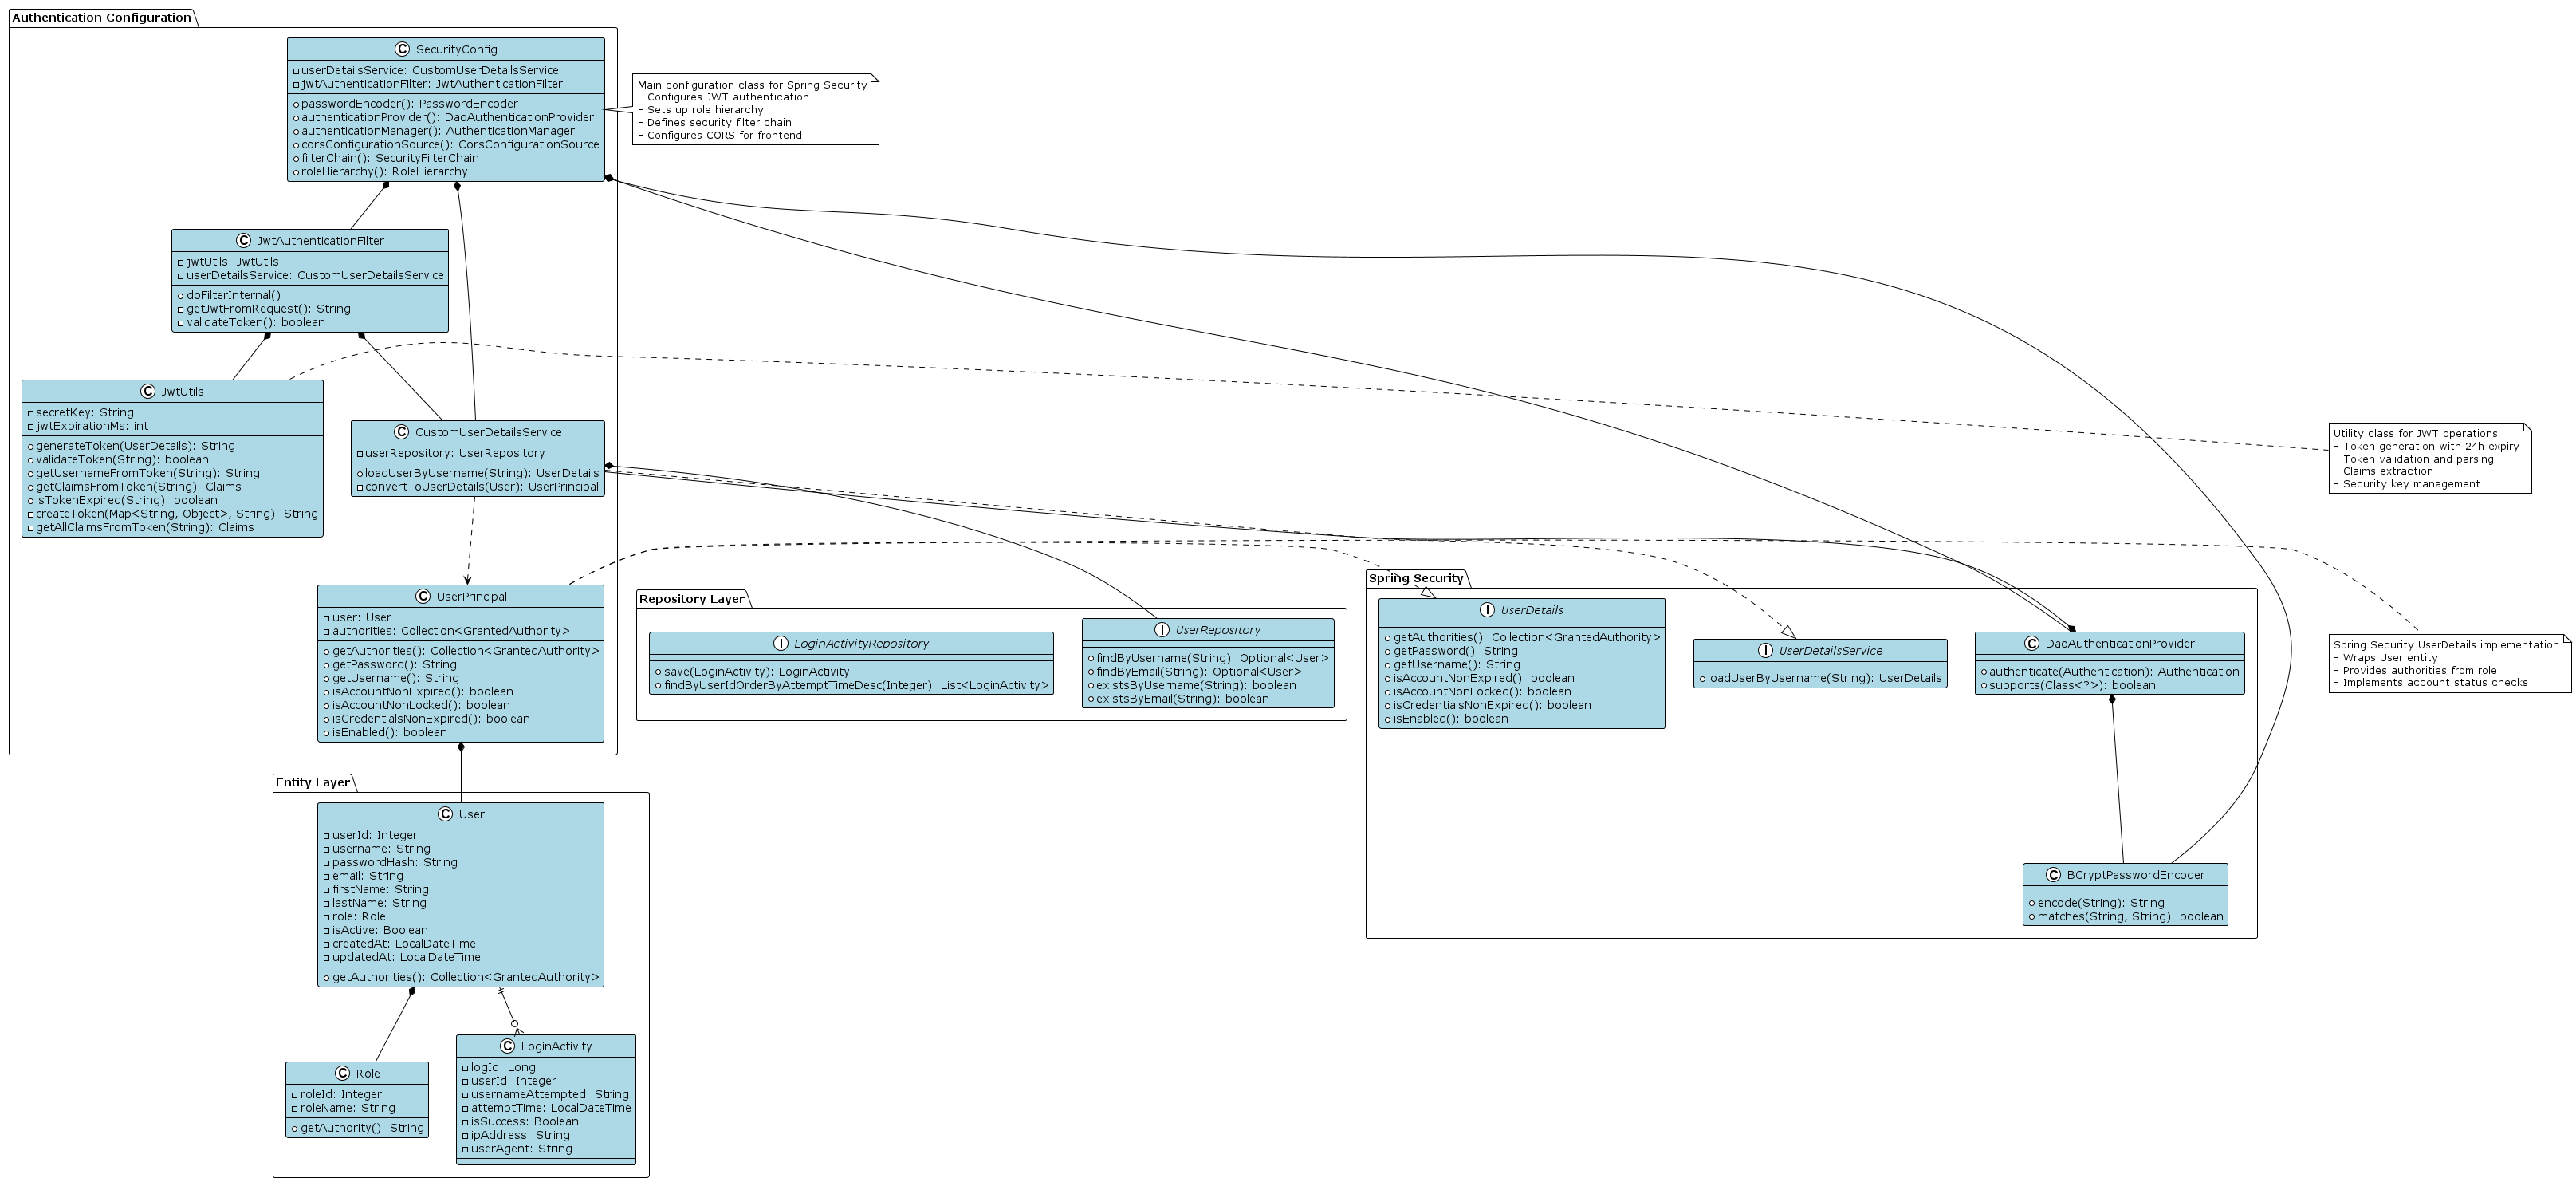 Authentication Configuration
SecurityConfig
userDetailsService: CustomUserDetailsService
jwtAuthenticationFilter: JwtAuthenticationFilter
passwordEncoder(): PasswordEncoder
authenticationProvider(): DaoAuthenticationProvider
authenticationManager(): AuthenticationManager
corsConfigurationSource(): CorsConfigurationSource
filterChain(): SecurityFilterChain
roleHierarchy(): RoleHierarchy
Main configuration class for Spring Security
- Configures JWT authentication
- Sets up role hierarchy
- Defines security filter chain
- Configures CORS for frontend
JwtAuthenticationFilter
jwtUtils: JwtUtils
userDetailsService: CustomUserDetailsService
doFilterInternal()
getJwtFromRequest(): String
validateToken(): boolean
JwtUtils
secretKey: String
jwtExpirationMs: int
generateToken(UserDetails): String
validateToken(String): boolean
getUsernameFromToken(String): String
getClaimsFromToken(String): Claims
isTokenExpired(String): boolean
createToken(Map<String, Object>, String): String
getAllClaimsFromToken(String): Claims
CustomUserDetailsService
userRepository: UserRepository
loadUserByUsername(String): UserDetails
convertToUserDetails(User): UserPrincipal
Utility class for JWT operations
- Token generation with 24h expiry
- Token validation and parsing
- Claims extraction
- Security key management
UserPrincipal
user: User
authorities: Collection<GrantedAuthority>
getAuthorities(): Collection<GrantedAuthority>
getPassword(): String
getUsername(): String
isAccountNonExpired(): boolean
isAccountNonLocked(): boolean
isCredentialsNonExpired(): boolean
isEnabled(): boolean
Repository Layer
LoginActivityRepository
save(LoginActivity): LoginActivity
findByUserIdOrderByAttemptTimeDesc(Integer): List<LoginActivity>
UserRepository
findByUsername(String): Optional<User>
findByEmail(String): Optional<User>
existsByUsername(String): boolean
existsByEmail(String): boolean
Spring Security
UserDetails
getAuthorities(): Collection<GrantedAuthority>
getPassword(): String
getUsername(): String
isAccountNonExpired(): boolean
isAccountNonLocked(): boolean
isCredentialsNonExpired(): boolean
isEnabled(): boolean
UserDetailsService
loadUserByUsername(String): UserDetails
DaoAuthenticationProvider
authenticate(Authentication): Authentication
supports(Class<?>): boolean
Spring Security UserDetails implementation
- Wraps User entity
- Provides authorities from role
- Implements account status checks
BCryptPasswordEncoder
encode(String): String
matches(String, String): boolean
Entity Layer
User
userId: Integer
username: String
passwordHash: String
email: String
firstName: String
lastName: String
role: Role
isActive: Boolean
createdAt: LocalDateTime
updatedAt: LocalDateTime
getAuthorities(): Collection<GrantedAuthority>
Role
roleId: Integer
roleName: String
getAuthority(): String
LoginActivity
logId: Long
userId: Integer
usernameAttempted: String
attemptTime: LocalDateTime
isSuccess: Boolean
ipAddress: String
userAgent: String